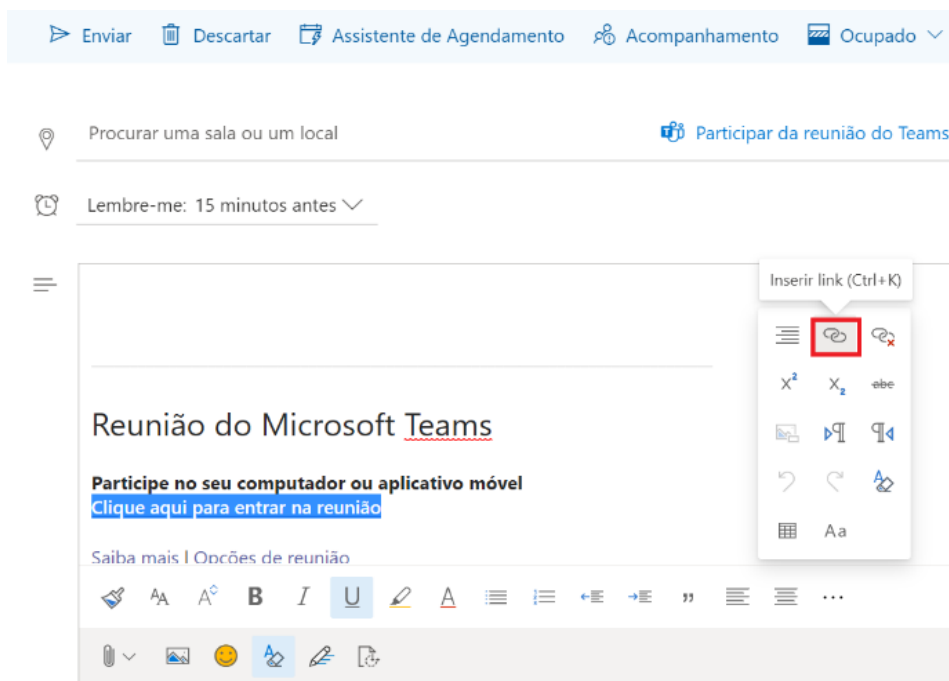 Enviar Descartar Assistente de Agendamento Acompanhamento Ocupado
Procurar uma sala ou um local Participar da reunião do Teams
Lembre-me: 15 minutos antes
Inserir link (Ctrl+K)
Reunião do Microsoft Teams
Participe no seu computador ou aplicativo móvel
Clique aqui para entrar na reunião
Saiba mais | Opções de reunião